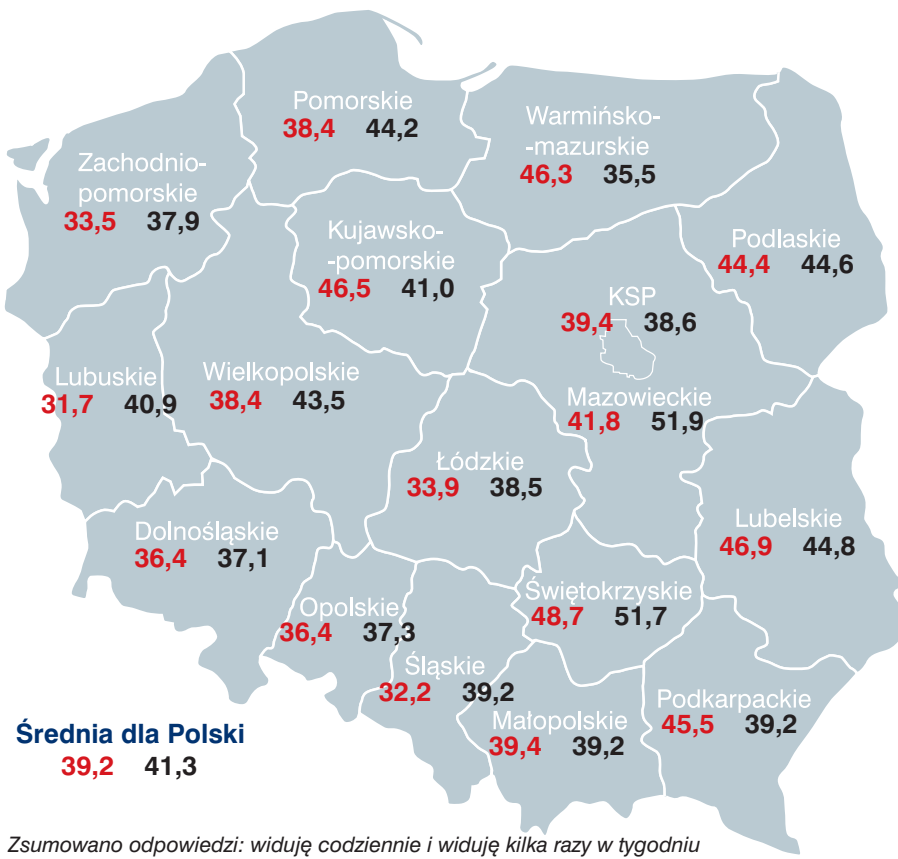 Pomorskie
38,4 44,2
Warmińsko-
-mazurskie
46,3 35,5
Zachodnio-
pomorskie
33,5 37,9
Kujawsko-
-pomorskie
46,5 41,0
Podlaskie
44,4 44,6
KSP
39,4 38,6
Lubuskie
31,7 40,9
Wielkopolskie
38,4 43,5
Mazowieckie
41,8 51,9
Łódzkie
33,9 38,5
Dolnośląskie
36,4 37,1
Lubelskie
46,9 44,8
Opolskie
36,4 37,3
Świętokrzyskie
48,7 51,7
Śląskie
32,2 39,2
Małopolskie
39,4 39,2
Podkarpackie
45,5 39,2
Średnia dla Polski
39,2 41,3
Zsumowano odpowiedzi: widuję codziennie i widuję kilka razy w tygodniu